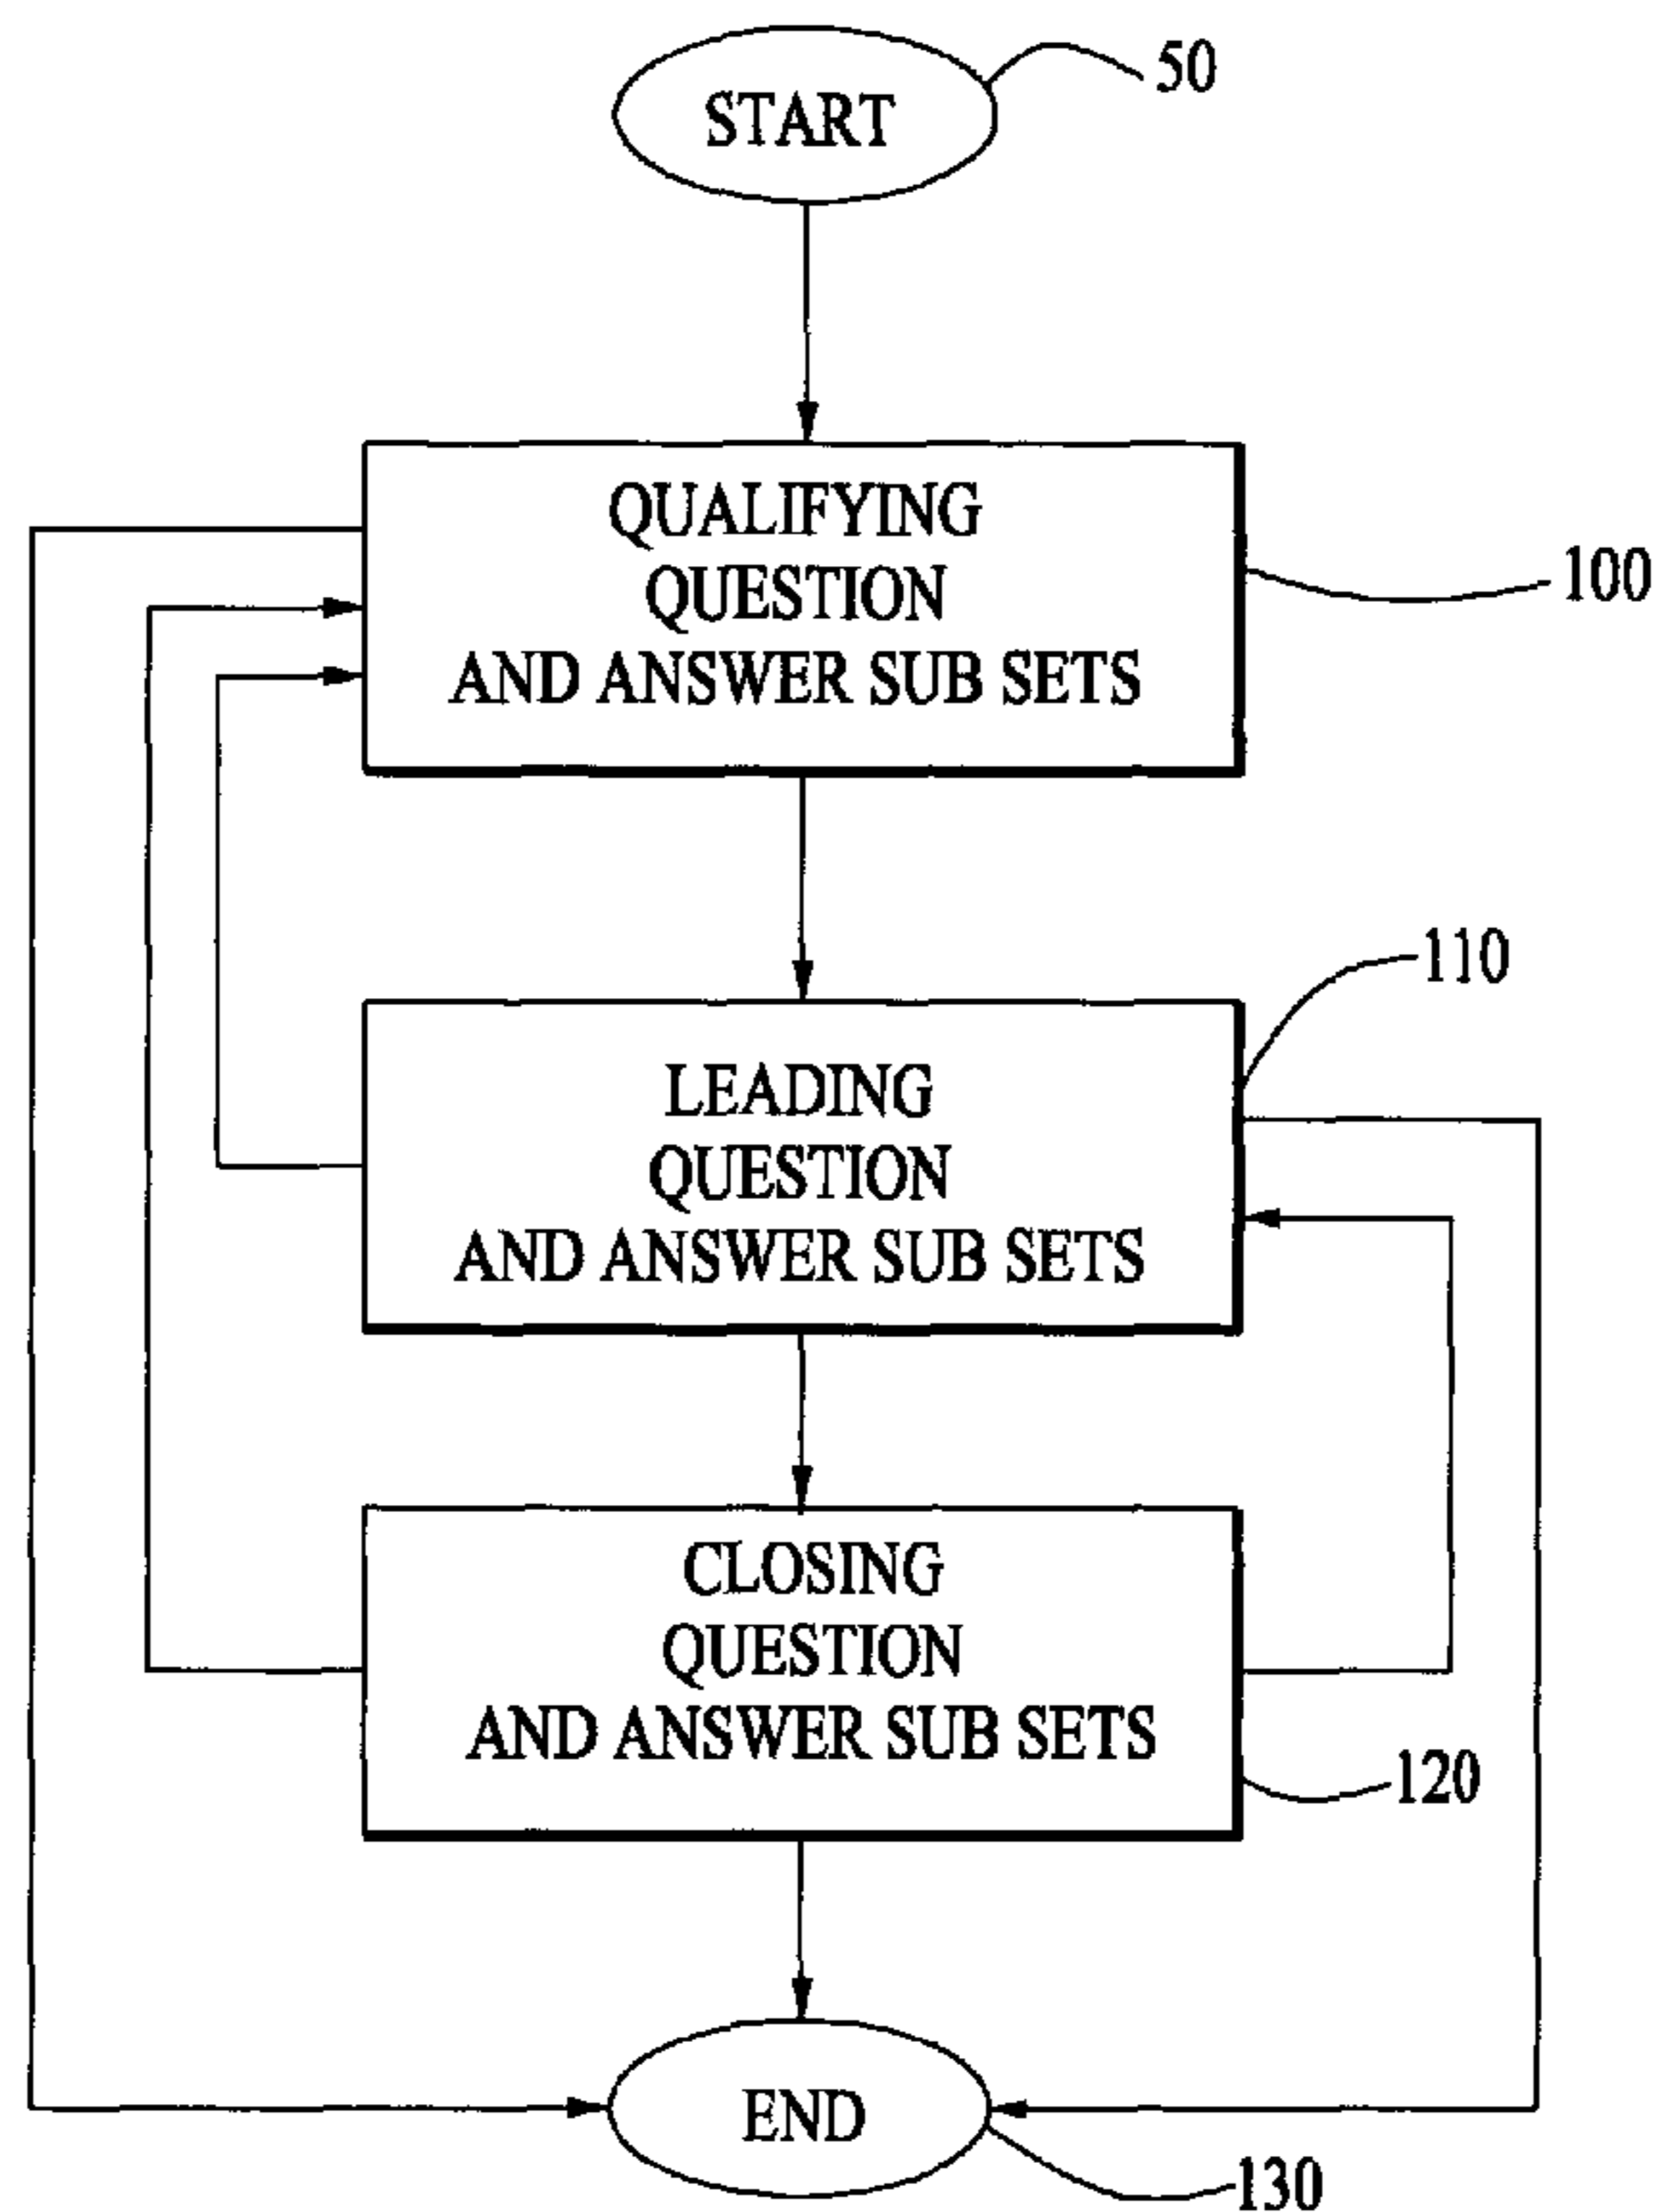 START
50
QUALIFYING
QUESTION
AND ANSWER SUB SETS
100
110
LEADING
QUESTION
AND ANSWER SUB SETS
CLOSING
QUESTION
AND ANSWER SUB SETS
120
END
130